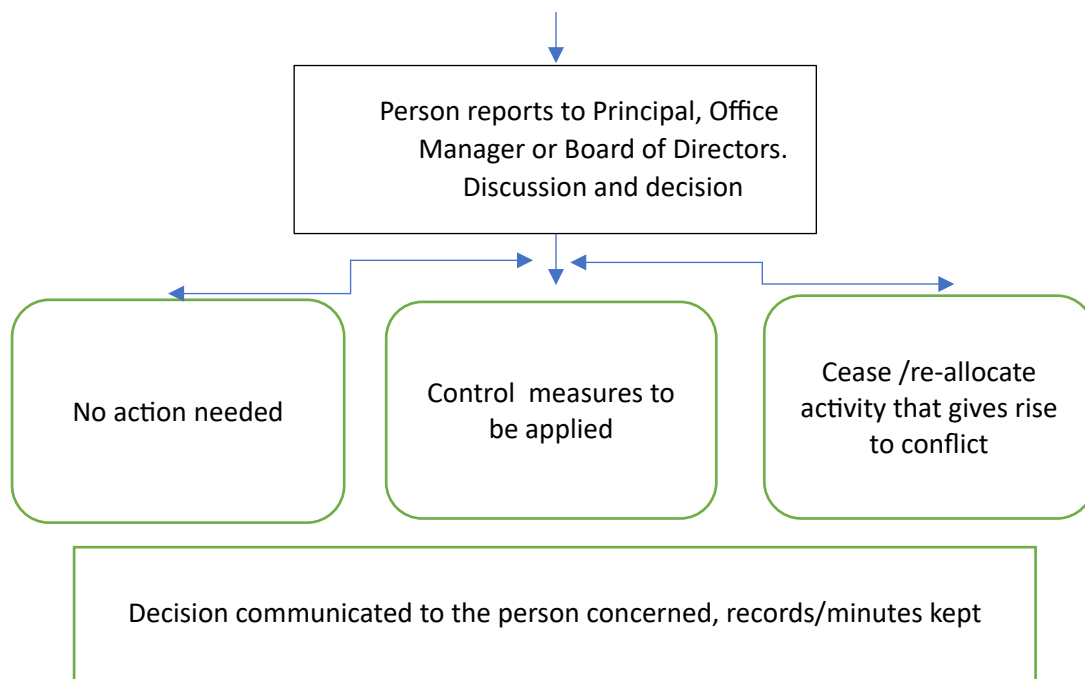 Person reports to Principal, Office
Manager or Board of Directors.
Discussion and decision
No action needed
Control  measures to
be applied
Cease /re-allocate
activity that gives rise
to conflict
Decision communicated to the person concerned, records/minutes kept